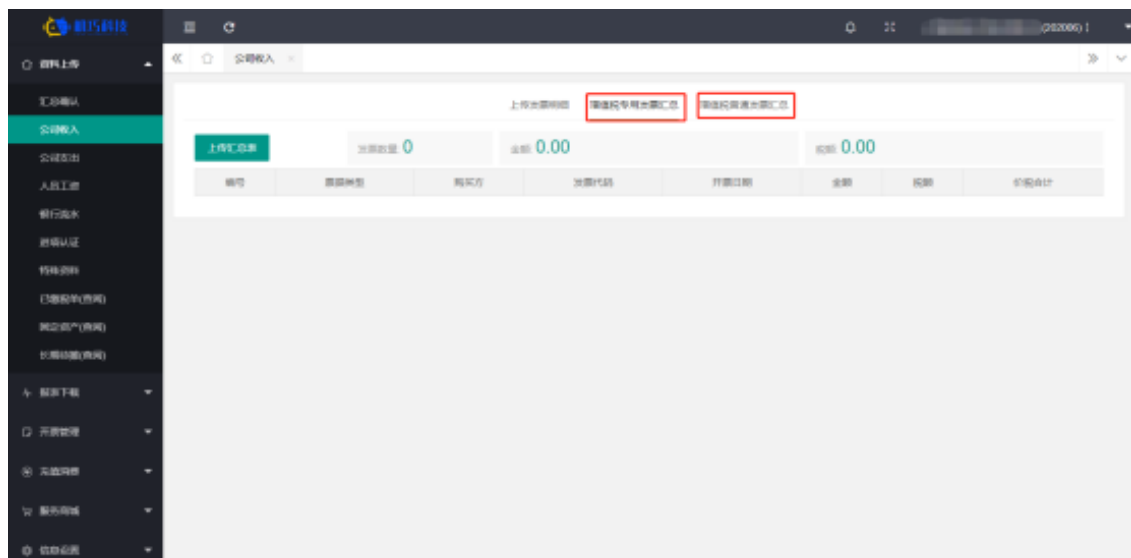 (202006)
资料上传
公司收入
汇总确认
公司收入
公司支出
人员工资
银行流水
进项认证
特殊资料
已缴税单(查阅)
固定资产(查阅)
长期待摊(查阅)
报表下载
开票管理
充值消费
服务商城
信息设置
上传发票明细 增值税专用发票汇总 增值税普通发票汇总
上传汇总表 发票数量 0 金额 0.00 税额 0.00
编号 票据类型 购买方 发票代码 开票日期 金额 税额 价税合计